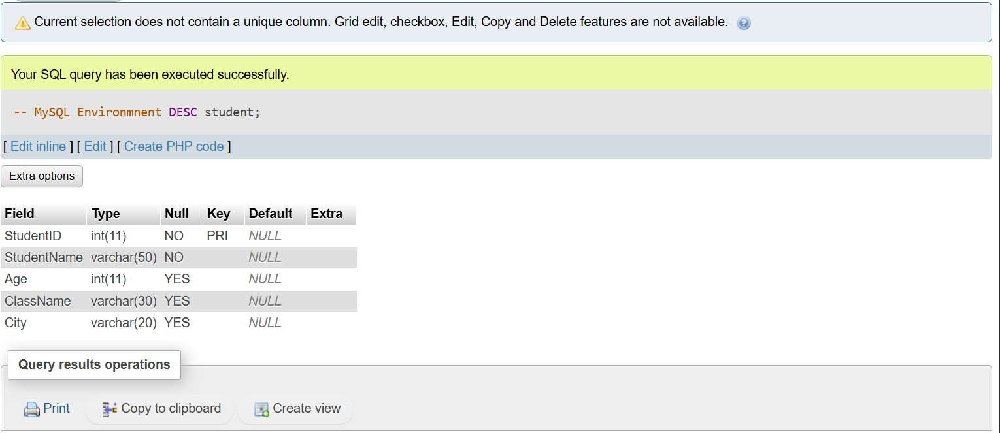 Current selection does not contain a unique column. Grid edit, checkbox, Edit, Copy and Delete features are not available.
Your SQL query has been executed successfully.
-- MySQL Environmnent DESC student;
[ Edit inline ] [ Edit ] [ Create PHP code ]
Extra options
Field Type Null Key Default Extra
StudentID int(11) NO PRI NULL
StudentName varchar(50) NO NULL
Age int(11) YES NULL
ClassName varchar(30) YES NULL
City varchar(20) YES NULL
Query results operations
Print Copy to clipboard Create view